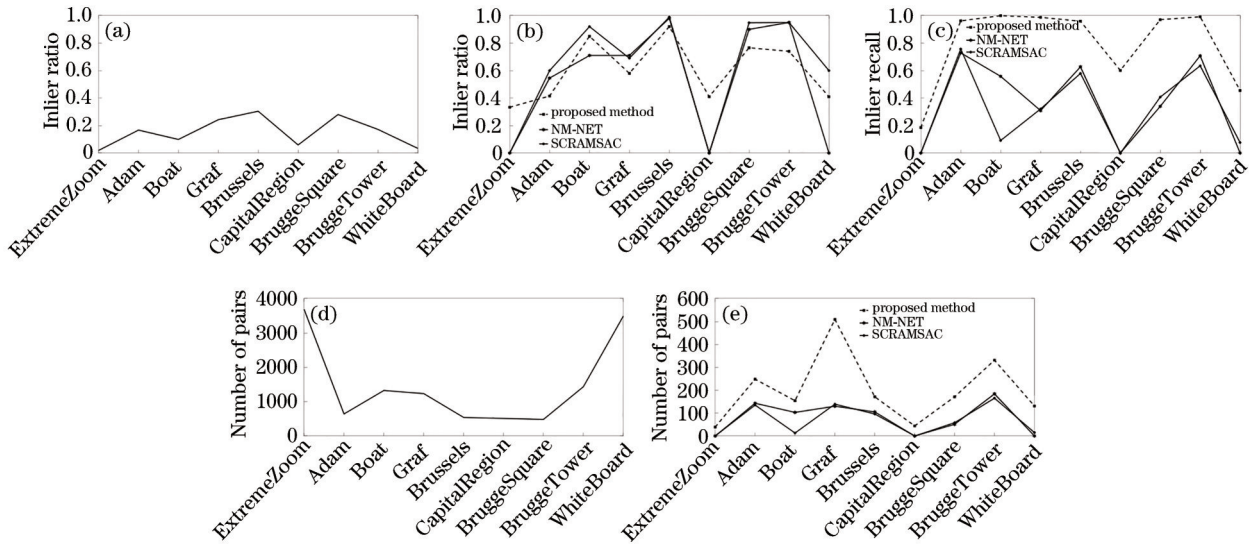 (a)
Inlier ratio
1.0
0.8
0.6
0.4
0.2
0
ExtremeZoom
Adam
Boat
Graf
Brussels
CapitalRegion
BruggeSquare
BruggeTower
WhiteBoard
(b)
Inlier ratio
1.0
0.8
0.6
0.4
0.2
0
proposed method
NM-NET
SCRAMSAC
ExtremeZoom
Adam
Boat
Graf
Brussels
CapitalRegion
BruggeSquare
BruggeTower
WhiteBoard
(c)
Inlier recall
1.0
0.8
0.6
0.4
0.2
0
proposed method
NM-NET
SCRAMSAC
ExtremeZoom
Adam
Boat
Graf
Brussels
CapitalRegion
BruggeSquare
BruggeTower
WhiteBoard
(d)
Number of pairs
4000
3000
2000
1000
0
ExtremeZoom
Adam
Boat
Graf
Brussels
CapitalRegion
BruggeSquare
BruggeTower
WhiteBoard
(e)
Number of pairs
600
500
400
300
200
100
0
proposed method
NM-NET
SCRAMSAC
ExtremeZoom
Adam
Boat
Graf
Brussels
CapitalRegion
BruggeSquare
BruggeTower
WhiteBoard